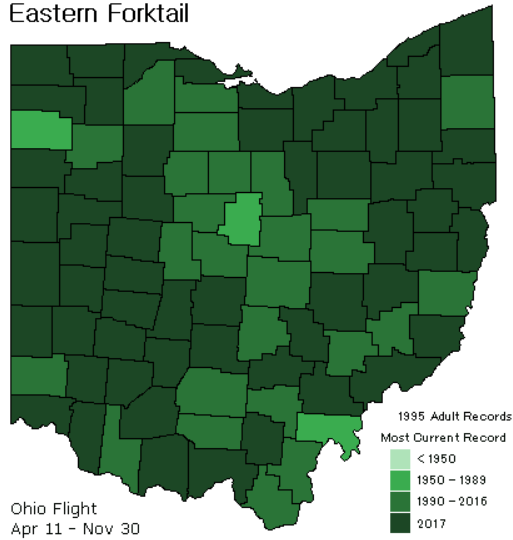 Eastern Forktail
1995 Adult Records
Most Current Record
< 1950
1950 - 1989
1990 - 2016
2017
Ohio Flight
Apr 11 - Nov 30